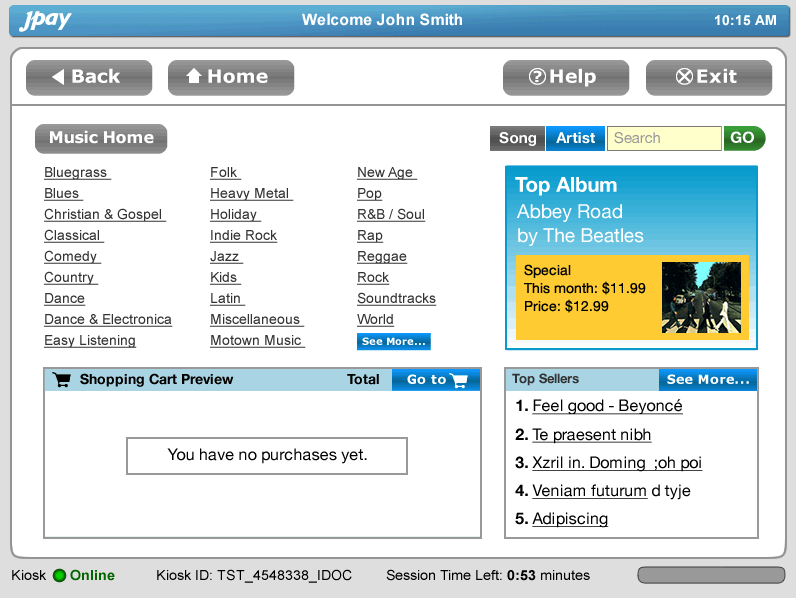 Jpay
Welcome John Smith
10:15 AM
Back
Home
Help
Exit
Music Home
Song
Artist
Search
GO
Bluegrass
Blues
Christian & Gospel
Classical
Comedy
Country
Dance
Dance & Electronica
Easy Listening
Folk
Heavy Metal
Holiday
Indie Rock
Jazz
Kids
Latin
Miscellaneous
Motown Music
New Age
Pop
R&B / Soul
Rap
Reggae
Rock
Soundtracks
World
See More...
Top Album
Abbey Road
by The Beatles
Special
This month: $11.99
Price: $12.99
Shopping Cart Preview
Total
Go to
You have no purchases yet.
Top Sellers
See More...
1. Feel good - Beyoncé
2. Te praesent nibh
3. Xzril in. Doming ;oh poi
4. Veniam futurum d tyje
5. Adipiscing
Kiosk Online
Kiosk ID: TST_4548338_IDOC
Session Time Left: 0:53 minutes